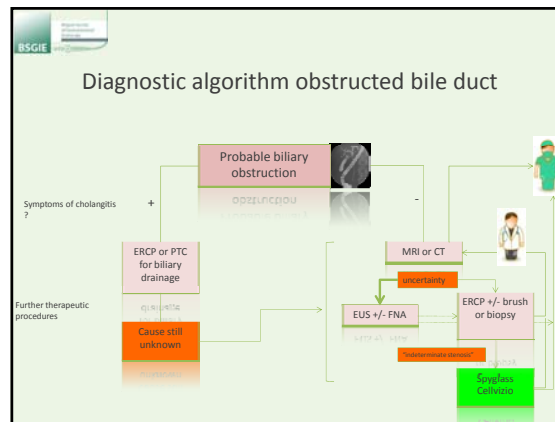 BSGIE
Diagnostic algorithm obstructed bile duct
Probable biliary
obstruction
Symptoms of cholangitis
?
+
-
ERCP or PTC
for biliary
drainage
MRI or CT
uncertainty
Further therapeutic
procedures
EUS +/- FNA
ERCP +/- brush
or biopsy
Cause still
unknown
"indeterminate stenosis"
Spyglass
Cellvizio